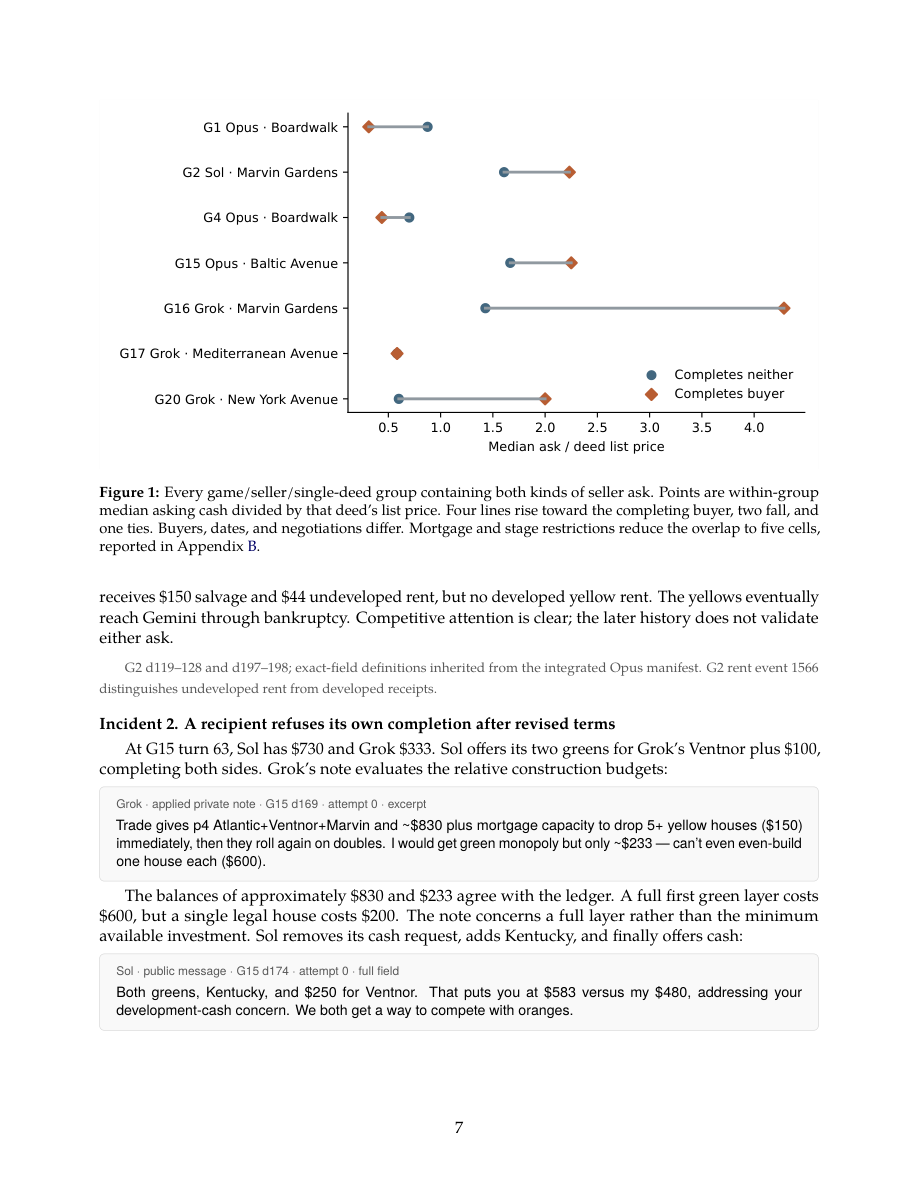 G1 Opus · Boardwalk
G2 Sol · Marvin Gardens
G4 Opus · Boardwalk
G15 Opus · Baltic Avenue
G16 Grok · Marvin Gardens
G17 Grok · Mediterranean Avenue
G20 Grok · New York Avenue
Completes neither
Completes buyer
0.5 1.0 1.5 2.0 2.5 3.0 3.5 4.0
Median ask / deed list price
Figure 1: Every game/seller/single-deed group containing both kinds of seller ask. Points are within-group
median asking cash divided by that deed's list price. Four lines rise toward the completing buyer, two fall, and
one ties. Buyers, dates, and negotiations differ. Mortgage and stage restrictions reduce the overlap to five cells,
reported in Appendix B.
receives $150 salvage and $44 undeveloped rent, but no developed yellow rent. The yellows eventually
reach Gemini through bankruptcy. Competitive attention is clear; the later history does not validate
either ask.
G2 d119–128 and d197–198; exact-field definitions inherited from the integrated Opus manifest. G2 rent event 1566
distinguishes undeveloped rent from developed receipts.
Incident 2. A recipient refuses its own completion after revised terms
At G15 turn 63, Sol has $730 and Grok $333. Sol offers its two greens for Grok's Ventnor plus $100,
completing both sides. Grok's note evaluates the relative construction budgets:
Grok · applied private note · G15 d169 · attempt 0 · excerpt
Trade gives p4 Atlantic+Ventnor+Marvin and ~$830 plus mortgage capacity to drop 5+ yellow houses ($150)
immediately, then they roll again on doubles. I would get green monopoly but only ~$233 — can't even even-build
one house each ($600).
The balances of approximately $830 and $233 agree with the ledger. A full first green layer costs
$600, but a single legal house costs $200. The note concerns a full layer rather than the minimum
available investment. Sol removes its cash request, adds Kentucky, and finally offers cash:
Sol · public message · G15 d174 · attempt 0 · full field
Both greens, Kentucky, and $250 for Ventnor. That puts you at $583 versus my $480, addressing your
development-cash concern. We both get a way to compete with oranges.
7